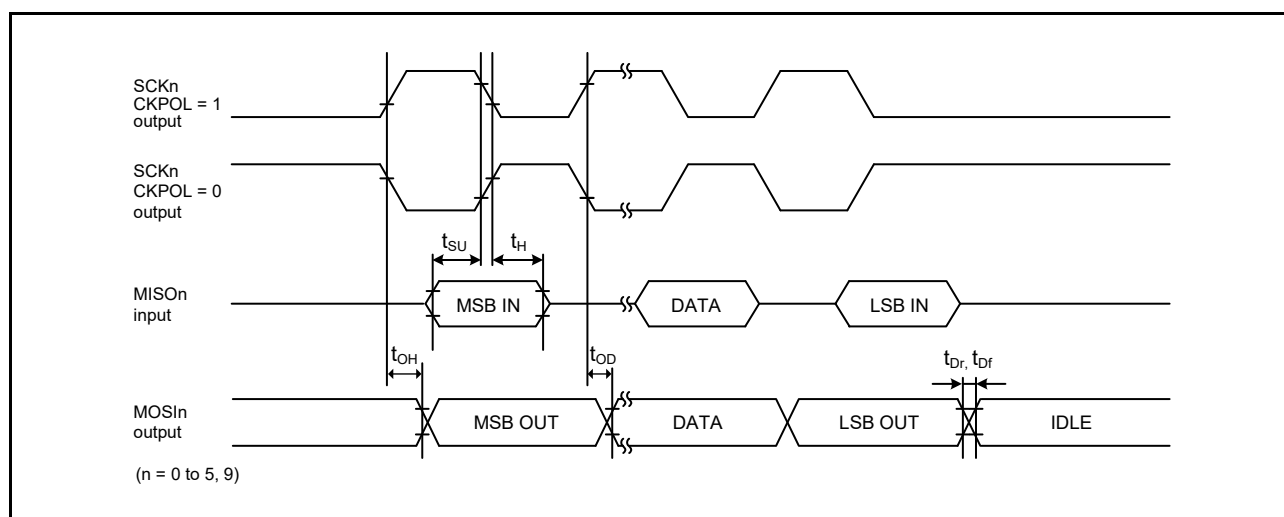 SCKn
CKPOL = 1
output
SCKn
CKPOL = 0
output
tSU
tH
MISOn
input
MSB IN
DATA
LSB IN
tOH
tOD
tDr, tDf
MOSIn
output
MSB OUT
DATA
LSB OUT
IDLE
(n = 0 to 5, 9)